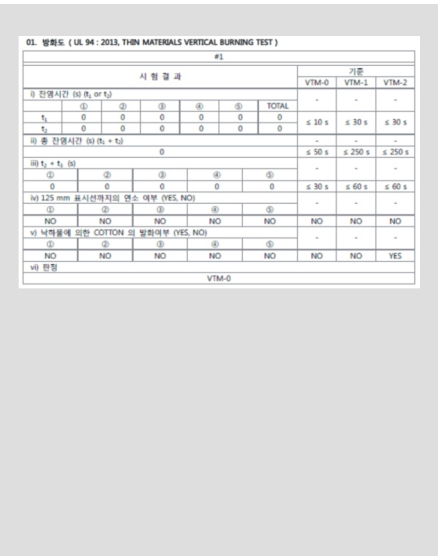 01. 방화도 ( UL 94 : 2013, THIN MATERIALS VERTICAL BURNING TEST )
#1
시 험 결 과 기준
VTM-0 VTM-1 VTM-2
i) 잔염시간 (s) (t₁ or t₂) - - -
① ② ③ ④ ⑤ TOTAL
t₁ 0 0 0 0 0 0 ≤ 10 s ≤ 30 s ≤ 30 s
t₂ 0 0 0 0 0 0
ii) 총 잔염시간 (s) (t₁ + t₂) - - -
0 ≤ 50 s ≤ 250 s ≤ 250 s
iii) t₂ + t₃ (s) - - -
① ② ③ ④ ⑤
0 0 0 0 0 ≤ 30 s ≤ 60 s ≤ 60 s
iv) 125 mm 표시선까지의 연소 여부 (YES, NO) - - -
① ② ③ ④ ⑤
NO NO NO NO NO NO NO NO
v) 낙하물에 의한 COTTON 의 발화여부 (YES, NO) - - -
① ② ③ ④ ⑤
NO NO NO NO NO NO NO YES
vi) 판정
VTM-0